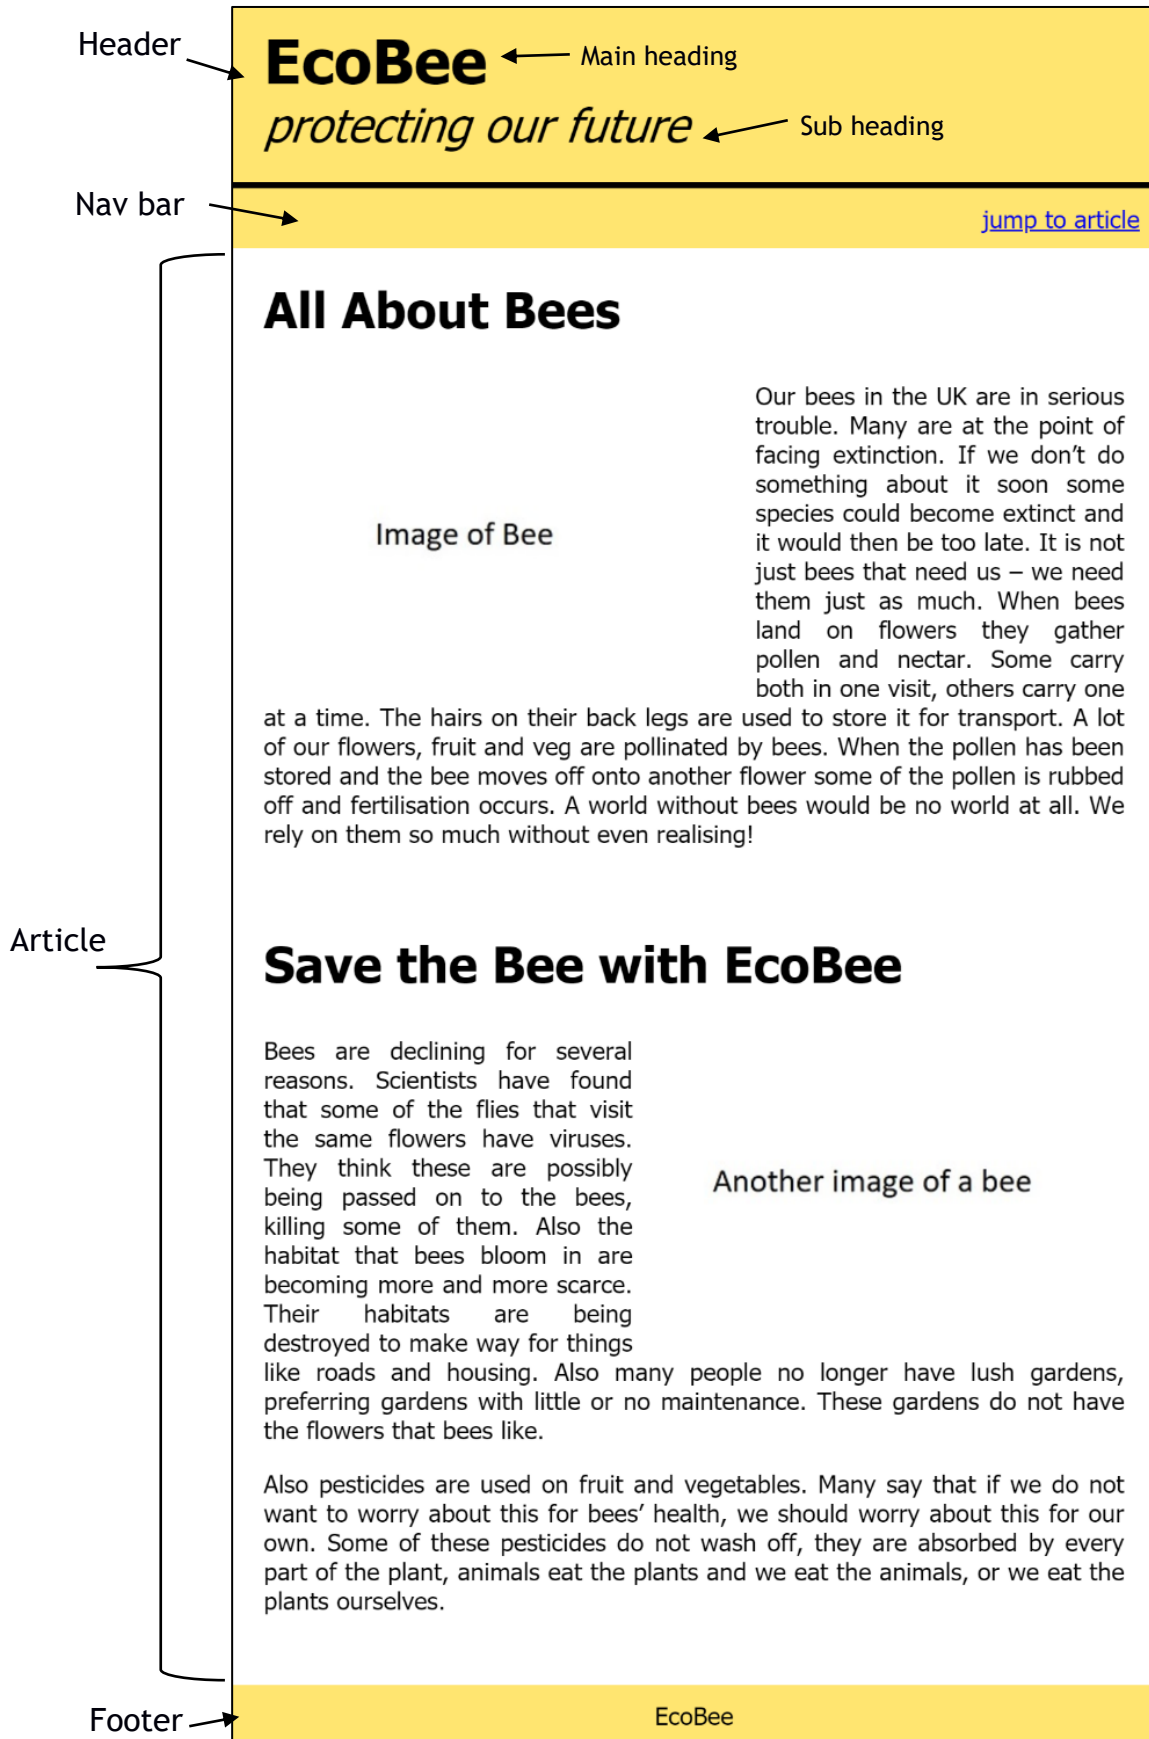 Header
EcoBee
Main heading
protecting our future
Sub heading
Nav bar
jump to article
All About Bees
Image of Bee
Our bees in the UK are in serious
trouble. Many are at the point of
facing extinction. If we don’t do
something about it soon some
species could become extinct and
it would then be too late. It is not
just bees that need us – we need
them just as much. When bees
land on flowers they gather
pollen and nectar. Some carry
both in one visit, others carry one
at a time. The hairs on their back legs are used to store it for transport. A lot
of our flowers, fruit and veg are pollinated by bees. When the pollen has been
stored and the bee moves off onto another flower some of the pollen is rubbed
off and fertilisation occurs. A world without bees would be no world at all. We
rely on them so much without even realising!
Article
Save the Bee with EcoBee
Bees are declining for several
reasons. Scientists have found
that some of the flies that visit
the same flowers have viruses.
They think these are possibly
being passed on to the bees,
killing some of them. Also the
habitat that bees bloom in are
becoming more and more scarce.
Their habitats are being
destroyed to make way for things
Another image of a bee
like roads and housing. Also many people no longer have lush gardens,
preferring gardens with little or no maintenance. These gardens do not have
the flowers that bees like.
Also pesticides are used on fruit and vegetables. Many say that if we do not
want to worry about this for bees’ health, we should worry about this for our
own. Some of these pesticides do not wash off, they are absorbed by every
part of the plant, animals eat the plants and we eat the animals, or we eat the
plants ourselves.
Footer
EcoBee